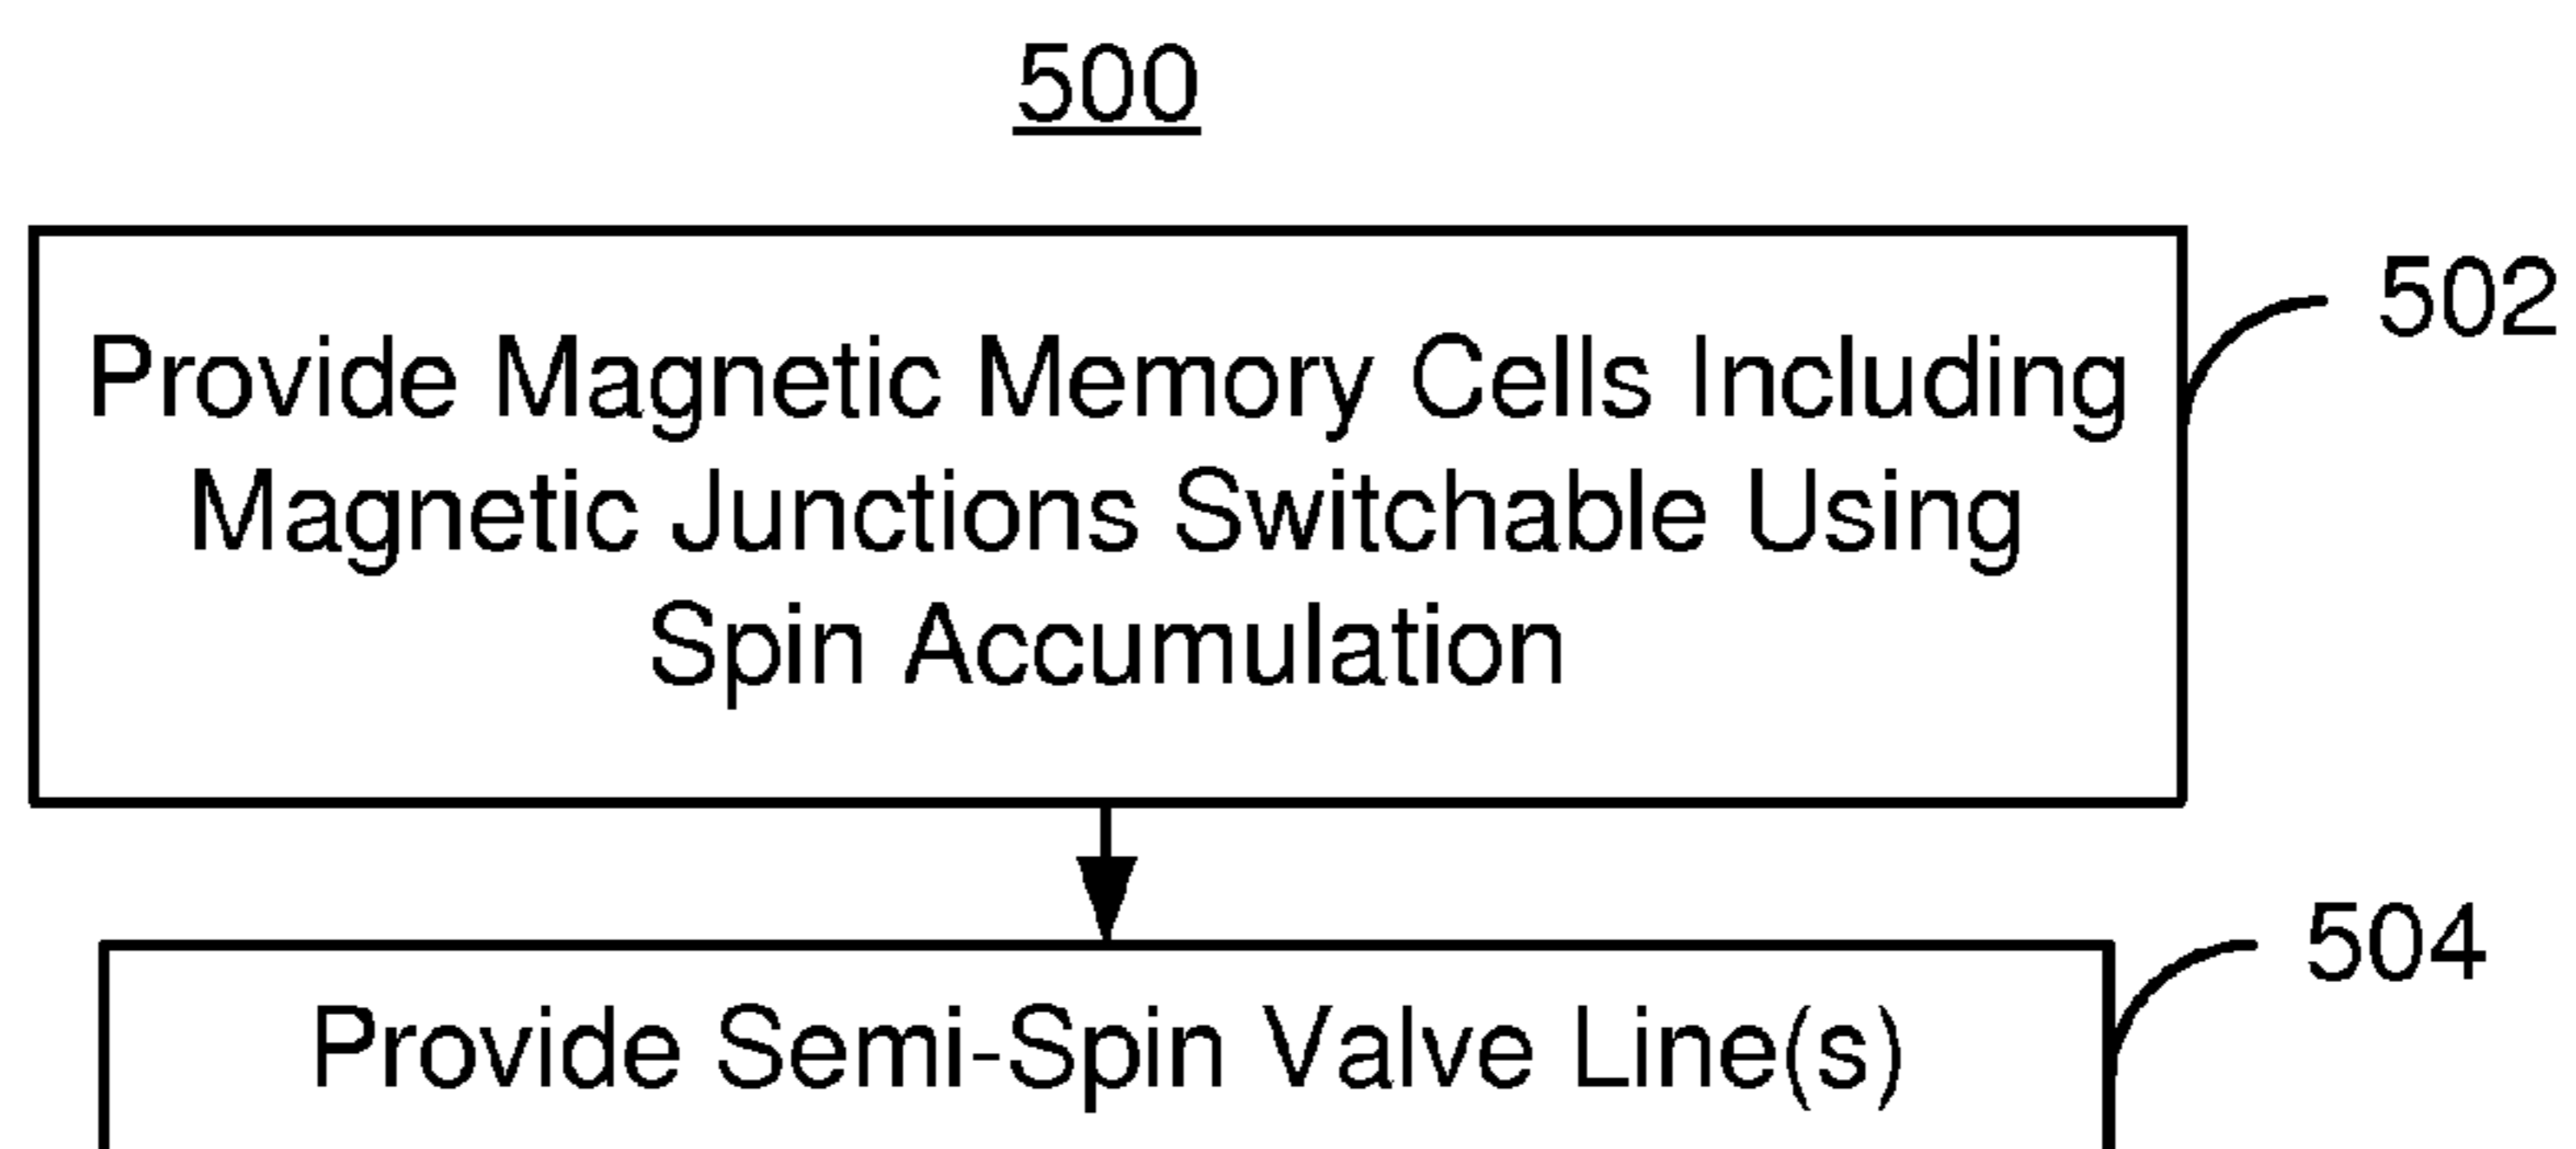 500
Provide Magnetic Memory Cells Including
502
Magnetic Junctions Switchable Using
Spin Accumulation
504
Provide Semi-Spin Valve Line(s)